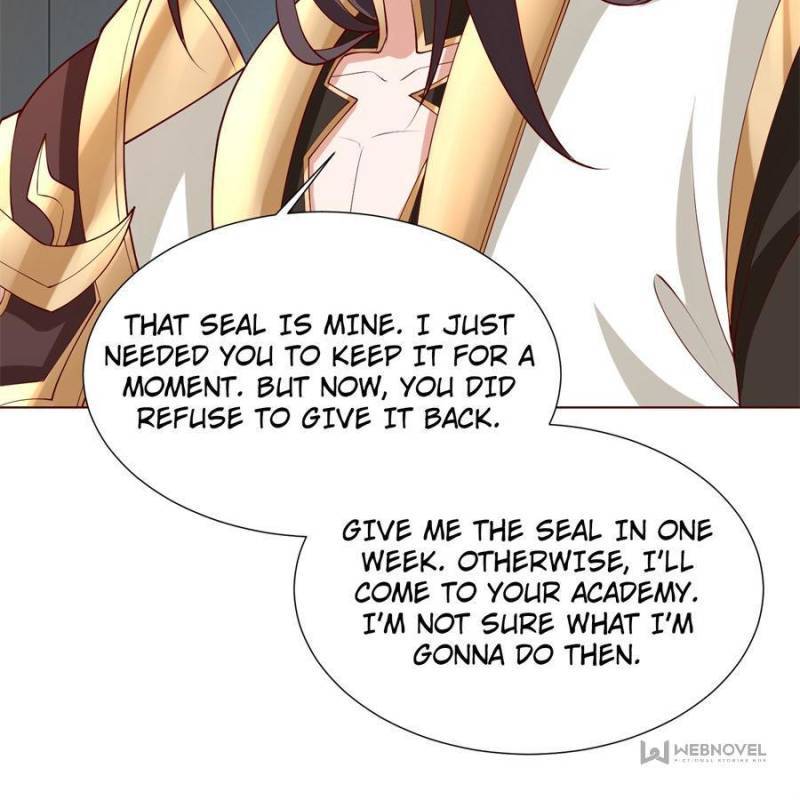 THAT SEAL IS MINE. I JUST
NEEDED YOU TO KEEP IT FOR A
MOMENT. BUT NOW, YOU DID
REFUSE TO GIVE IT BACK.
GIVE ME THE SEAL IN ONE
WEEK. OTHERWISE, I'LL
COME TO YOUR ACADEMY.
I'M NOT SURE WHAT I'M
GONNA DO THEN.
WEBNOVEL